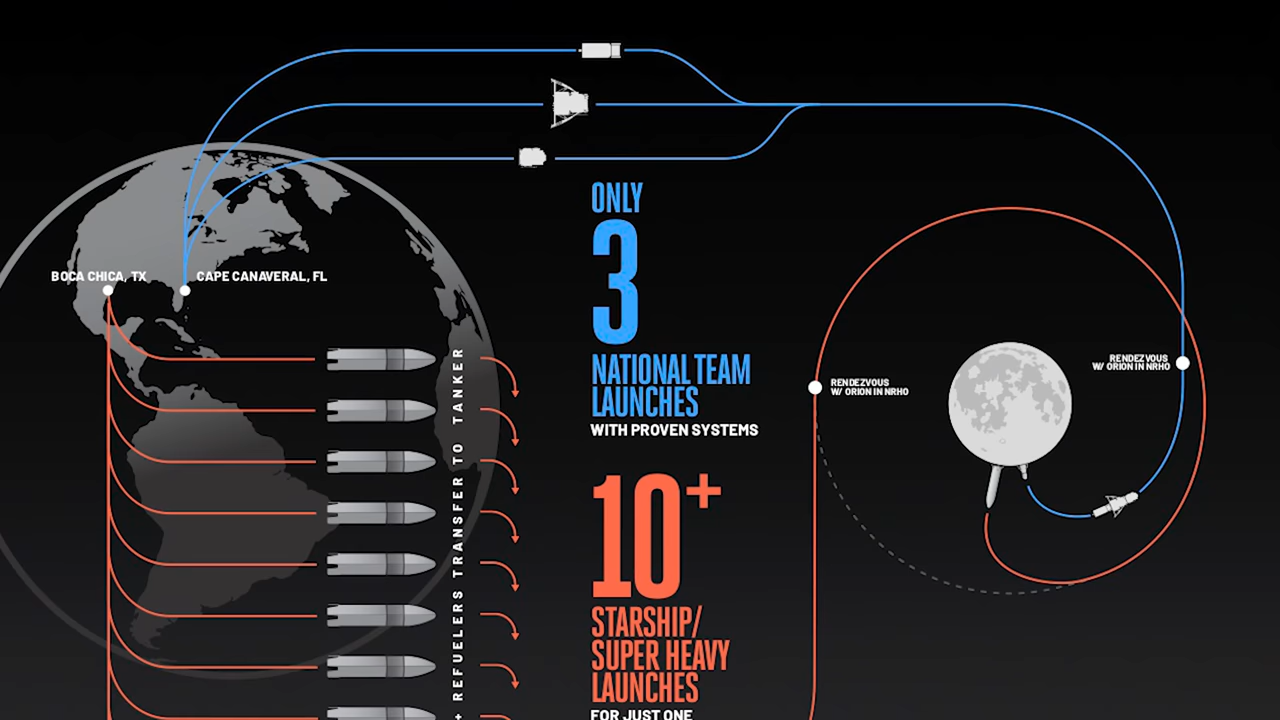 BOCA CHICA, TX
CAPE CANAVERAL, FL
+ REFUELERS TRANSFER TO TANKER
ONLY
3
NATIONAL TEAM
LAUNCHES
WITH PROVEN SYSTEMS
10+
STARSHIP/
SUPER HEAVY
LAUNCHES
FOR JUST ONE
RENDEZVOUS
W/ ORION IN NRHO
RENDEZVOUS
W/ ORION IN NRHO